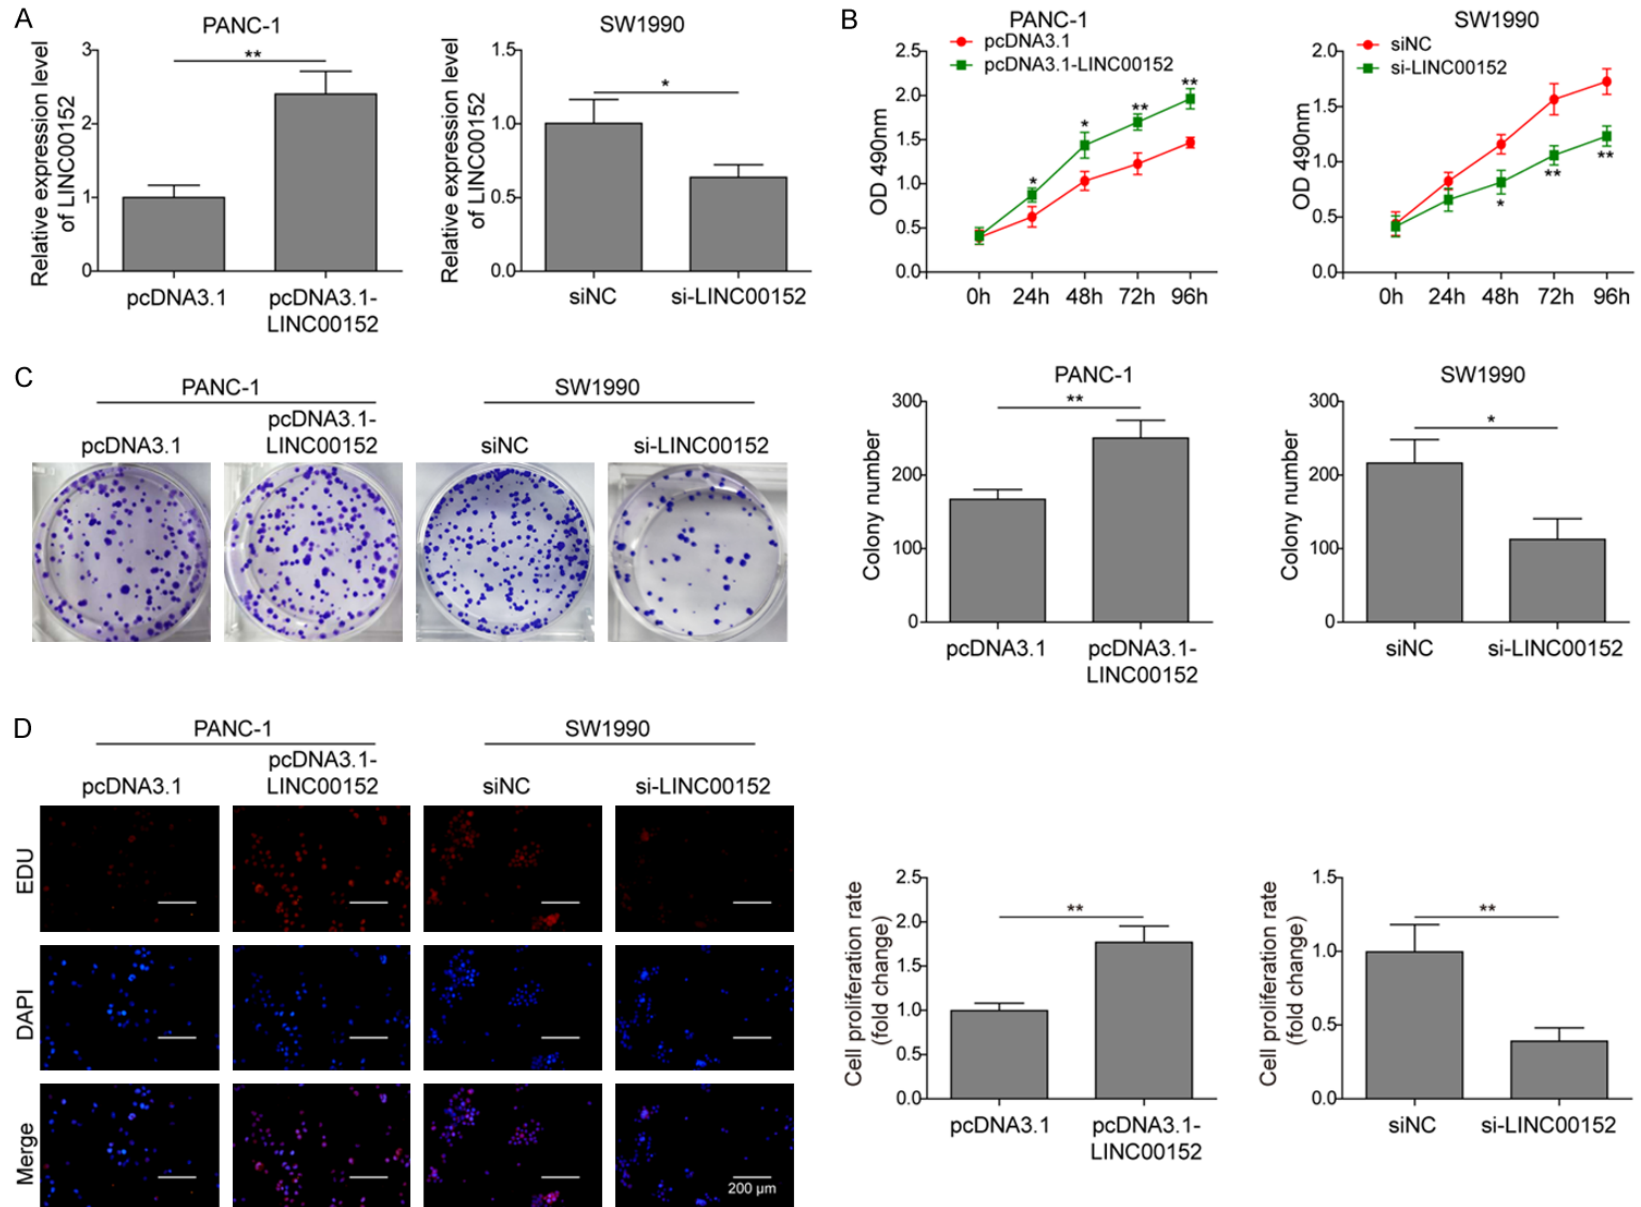 A
PANC-1
**
Relative expression level
of LINC00152
3
2
1
0
pcDNA3.1
pcDNA3.1-
LINC00152
SW1990
*
Relative expression level
of LINC00152
1.5
1.0
0.5
0.0
siNC
si-LINC00152
B
PANC-1
pcDNA3.1
pcDNA3.1-LINC00152
OD 490nm
2.5
2.0
1.5
1.0
0.5
0.0
*
*
**
**
0h
24h
48h
72h
96h
SW1990
siNC
si-LINC00152
OD 490nm
2.0
1.5
1.0
0.5
0.0
*
**
**
0h
24h
48h
72h
96h
C
PANC-1
SW1990
pcDNA3.1
pcDNA3.1-
LINC00152
siNC
si-LINC00152
PANC-1
**
Colony number
300
200
100
0
pcDNA3.1
pcDNA3.1-
LINC00152
SW1990
*
Colony number
300
200
100
0
siNC
si-LINC00152
D
PANC-1
SW1990
pcDNA3.1
pcDNA3.1-
LINC00152
siNC
si-LINC00152
EDU
DAPI
Merge
200 µm
**
Cell proliferation rate
(fold change)
2.5
2.0
1.5
1.0
0.5
0.0
pcDNA3.1
pcDNA3.1-
LINC00152
**
Cell proliferation rate
(fold change)
1.5
1.0
0.5
0.0
siNC
si-LINC00152